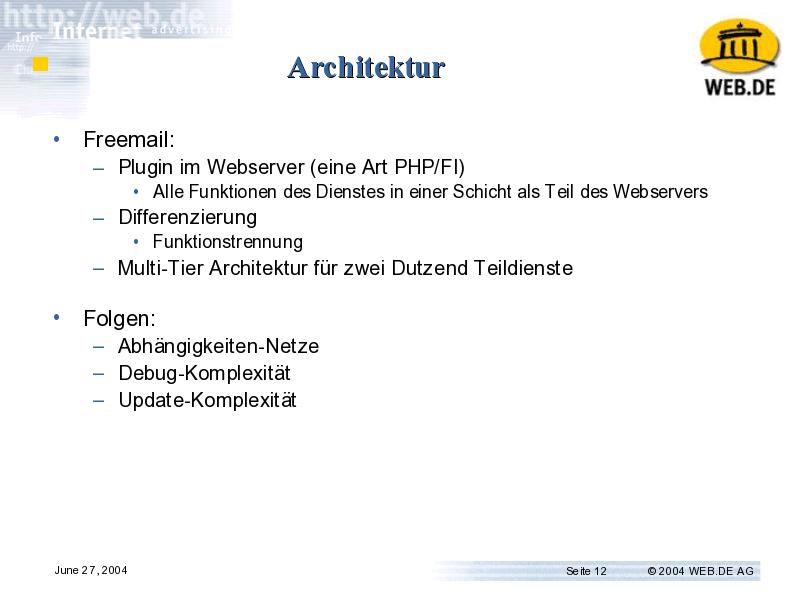 http://web.de
Internet advertising
Info
http://
Architektur
WEB.DE
• Freemail:
– Plugin im Webserver (eine Art PHP/FI)
• Alle Funktionen des Dienstes in einer Schicht als Teil des Webservers
– Differenzierung
• Funktionstrennung
– Multi-Tier Architektur für zwei Dutzend Teildienste
• Folgen:
– Abhängigkeiten-Netze
– Debug-Komplexität
– Update-Komplexität
June 27, 2004
Seite 12
© 2004 WEB.DE AG